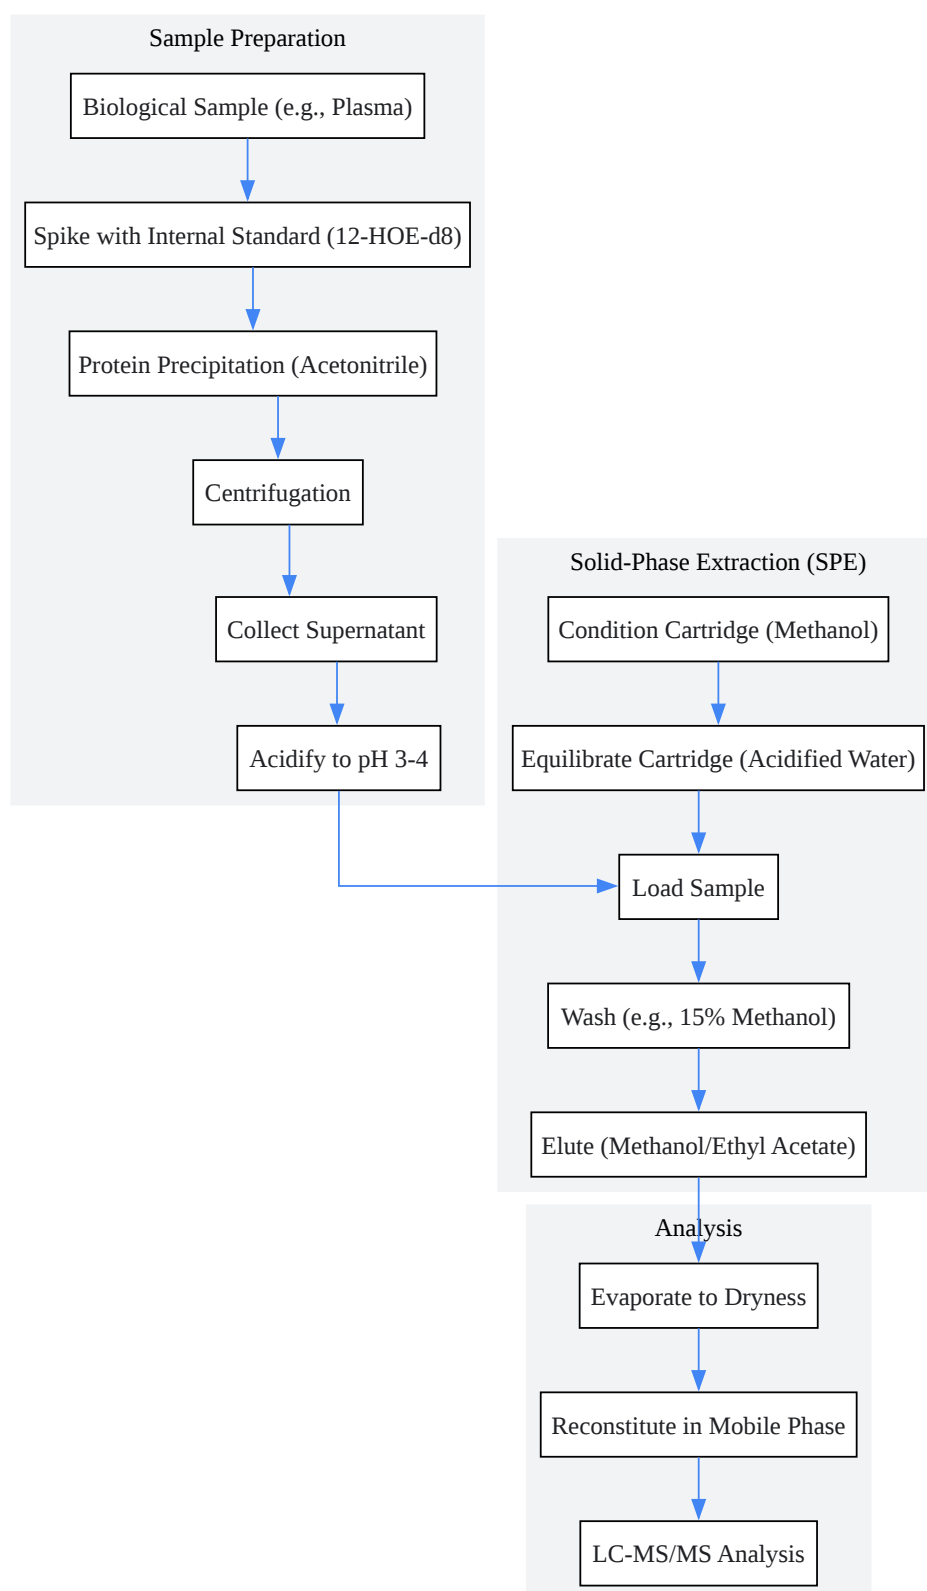 Sample Preparation
Biological Sample (e.g., Plasma)
Spike with Internal Standard (12-HOE-d8)
Protein Precipitation (Acetonitrile)
Centrifugation
Collect Supernatant
Acidify to pH 3-4
Solid-Phase Extraction (SPE)
Condition Cartridge (Methanol)
Equilibrate Cartridge (Acidified Water)
Load Sample
Wash (e.g., 15% Methanol)
Elute (Methanol/Ethyl Acetate)
Analysis
Evaporate to Dryness
Reconstitute in Mobile Phase
LC-MS/MS Analysis